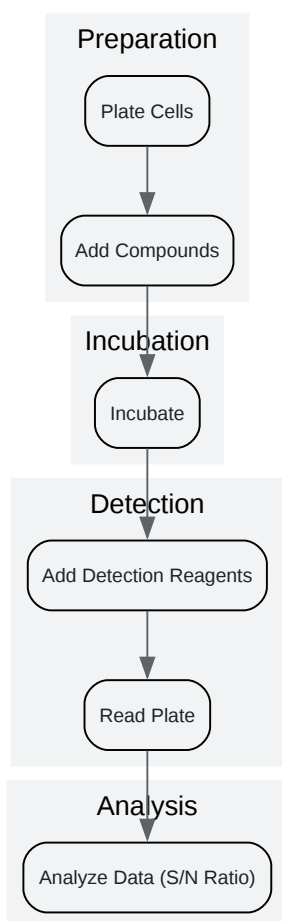 Preparation
Plate Cells
Add Compounds
Incubation
Incubate
Detection
Add Detection Reagents
Read Plate
Analysis
Analyze Data (S/N Ratio)